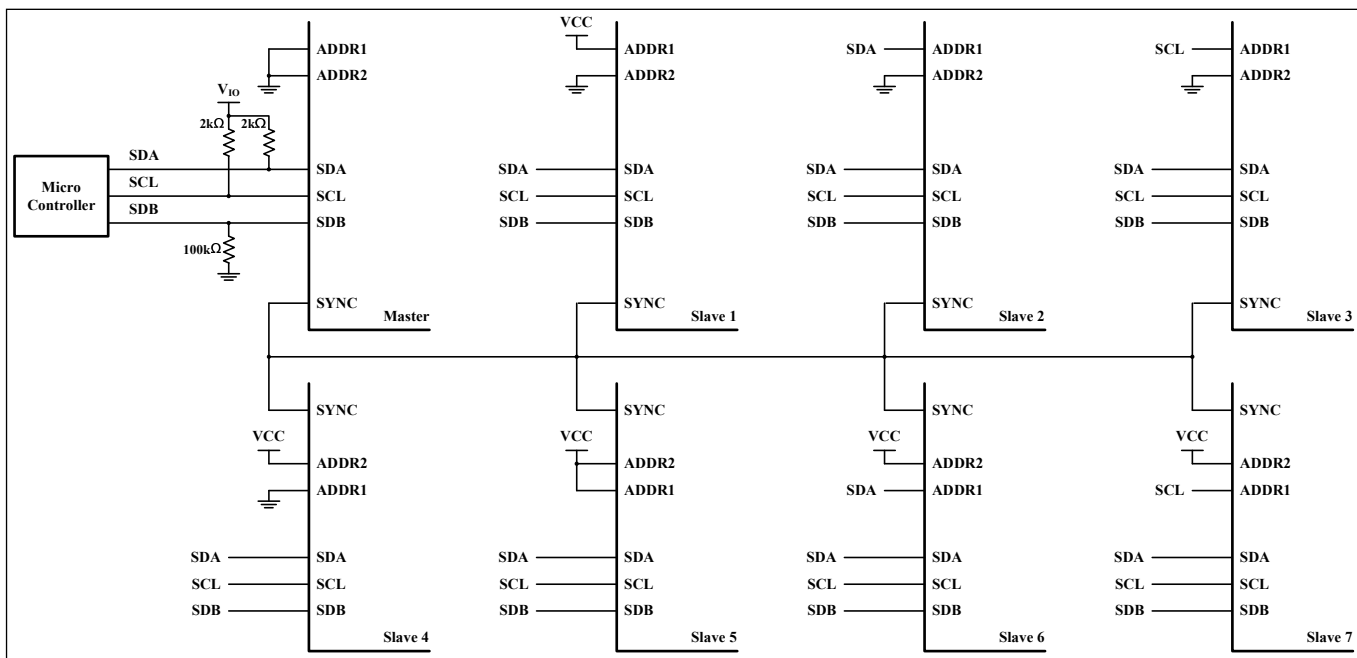 VCC
ADDR1
ADDR2
V_IO
2kΩ 2kΩ
Micro
Controller
SDA
SCL
SDB
100kΩ
SDA
SCL
SDB
SYNC
Master
ADDR1
ADDR2
SDA SDA
SCL SCL
SDB SDB
SYNC
Slave 1
SDA ADDR1
ADDR2
SDA SDA
SCL SCL
SDB SDB
SYNC
Slave 2
SCL ADDR1
ADDR2
SDA SDA
SCL SCL
SDB SDB
SYNC
Slave 3
SYNC
VCC
ADDR2
ADDR1
SDA SDA
SCL SCL
SDB SDB
Slave 4
SYNC
VCC
ADDR2
ADDR1
SDA SDA
SCL SCL
SDB SDB
Slave 5
SYNC
VCC
ADDR2
SDA ADDR1
SDA SDA
SCL SCL
SDB SDB
Slave 6
SYNC
VCC
ADDR2
SCL ADDR1
SDA SDA
SCL SCL
SDB SDB
Slave 7